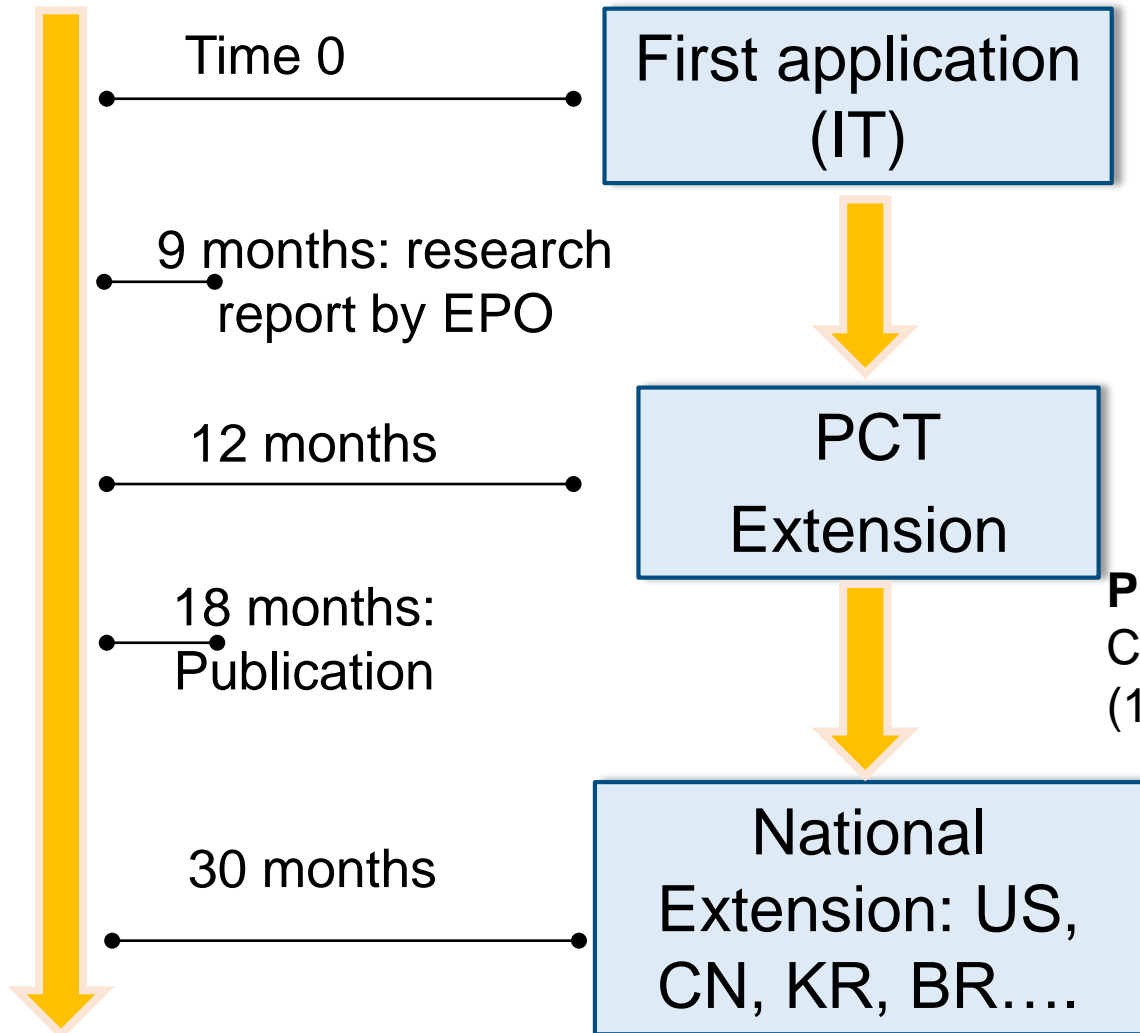 Time 0
First application
(IT)
9 months: research
report by EPO
12 months
PCT
Extension
18 months:
Publication
P
C
(1
30 months
National
Extension: US,
CN, KR, BR....